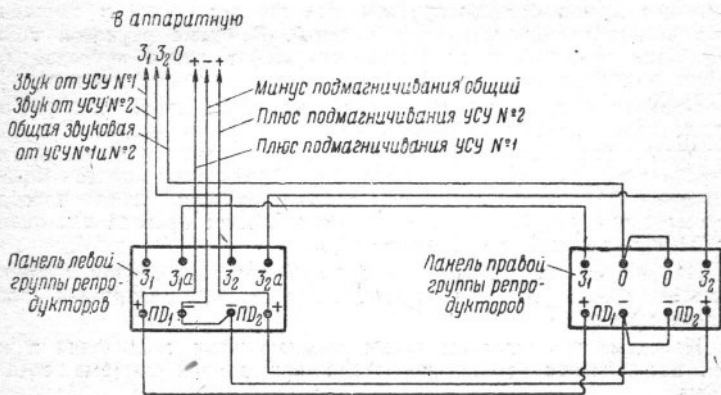 В аппаратную
З₁ З₂ 0 + − +
Звук от УСУ №1
Звук от УСУ №2
Общая звуковая
от УСУ №1 и №2
Минус подмагничивания общий
Плюс подмагничивания УСУ №2
Плюс подмагничивания УСУ №1
Панель левой
группы репро-
дукторов
З₁ З₁а З₂ З₂а
+ ПД₁ − − ПД₂ +
Панель правой
группы репро-
дукторов
З₁ 0 0 З₂
+ ПД₁ − − ПД₂ +